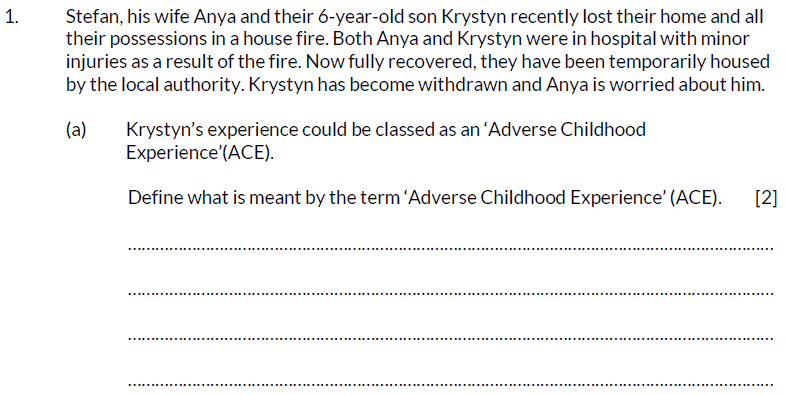 1. Stefan, his wife Anya and their 6-year-old son Krystyn recently lost their home and all
their possessions in a house fire. Both Anya and Krystyn were in hospital with minor
injuries as a result of the fire. Now fully recovered, they have been temporarily housed
by the local authority. Krystyn has become withdrawn and Anya is worried about him.
(a) Krystyn’s experience could be classed as an ‘Adverse Childhood
Experience’(ACE).
Define what is meant by the term ‘Adverse Childhood Experience’ (ACE). [2]